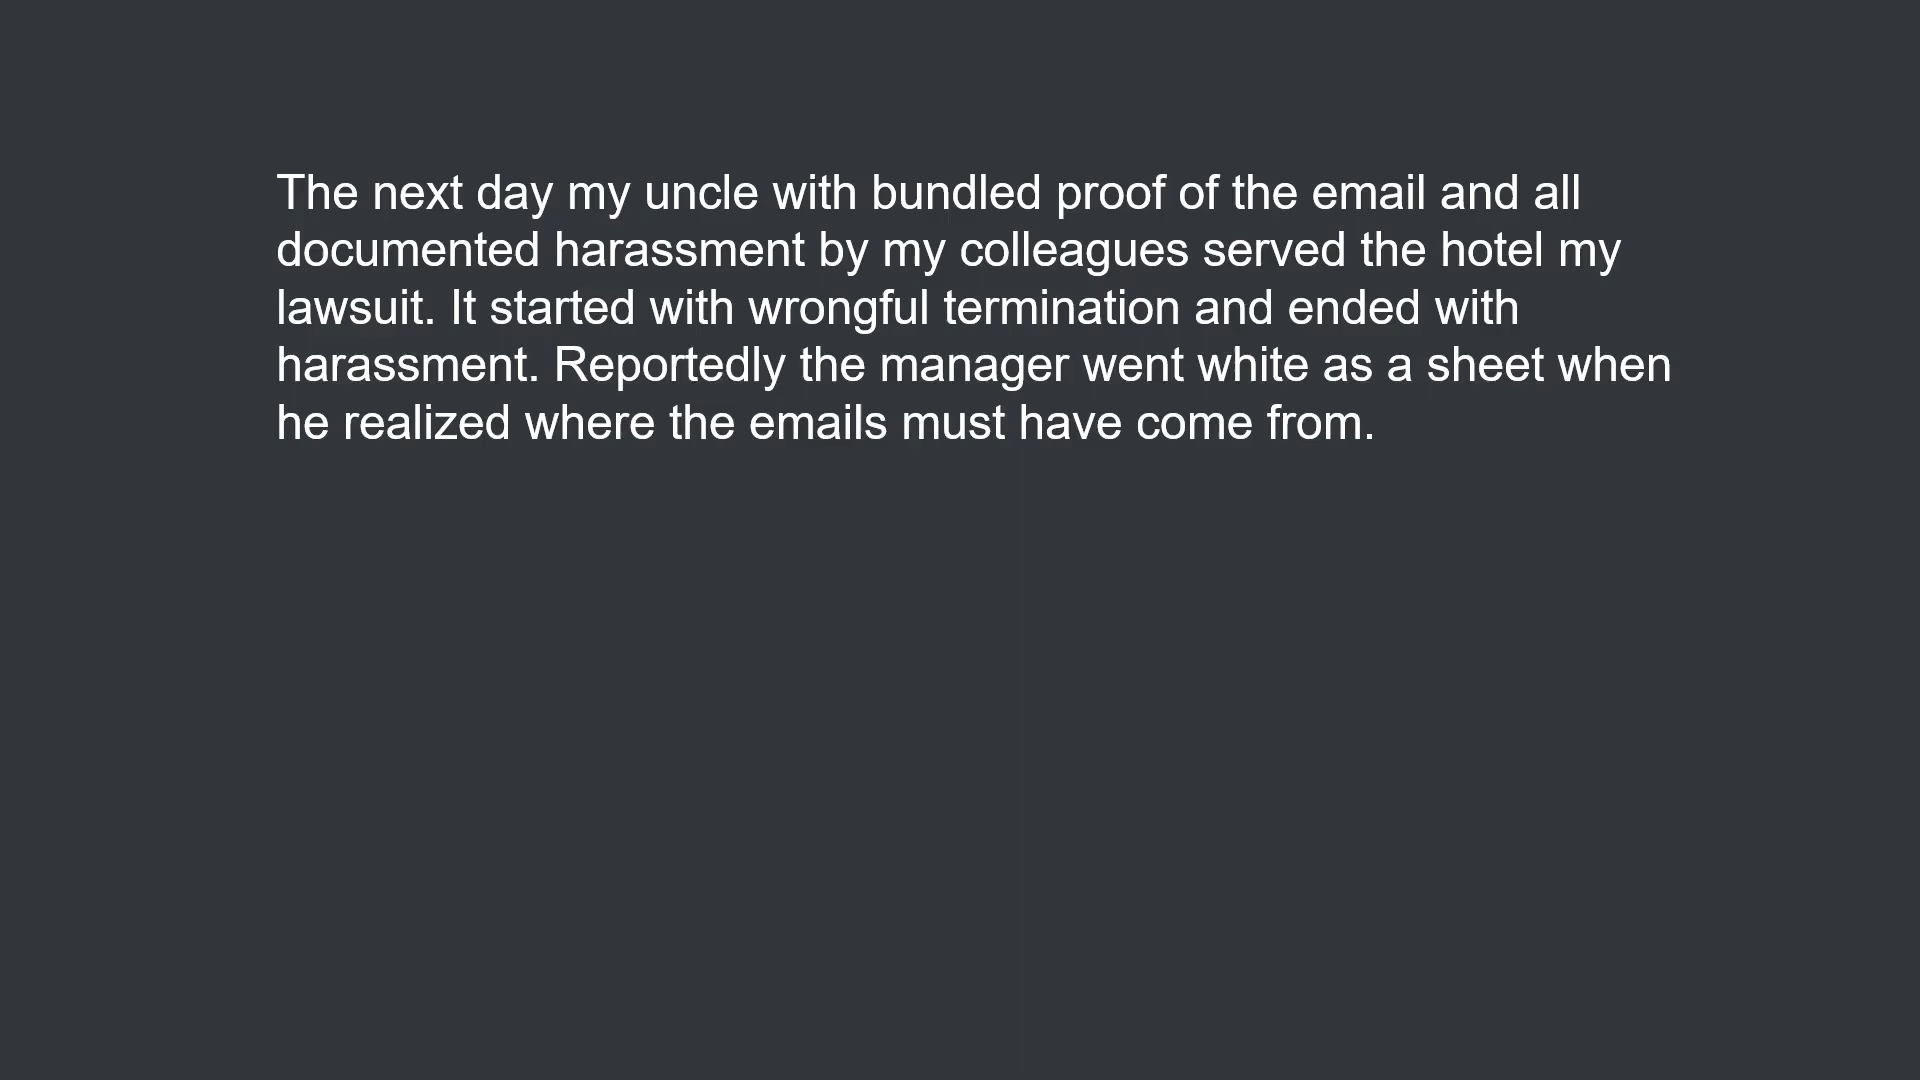 The next day my uncle with bundled proof of the email and all
documented harassment by my colleagues served the hotel my
lawsuit. It started with wrongful termination and ended with
harassment. Reportedly the manager went white as a sheet when
he realized where the emails must have come from.